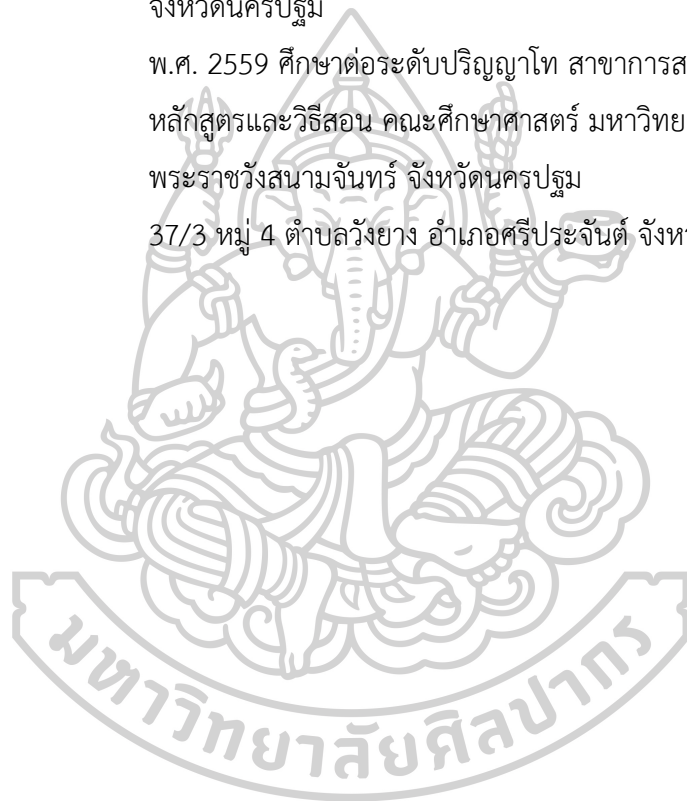 จังหวัดนครปฐม
พ.ศ. 2559 ศึกษาต่อระดับปริญญาโท สาขาการส
หลักสูตรและวิธีสอน คณะศึกษาศาสตร์ มหาวิทย
พระราชวังสนามจันทร์ จังหวัดนครปฐม
37/3 หมู่ 4 ตำบลวังยาง อำเภอศรีประจันต์ จังห
มหาวิทยาลัยศิลปากร